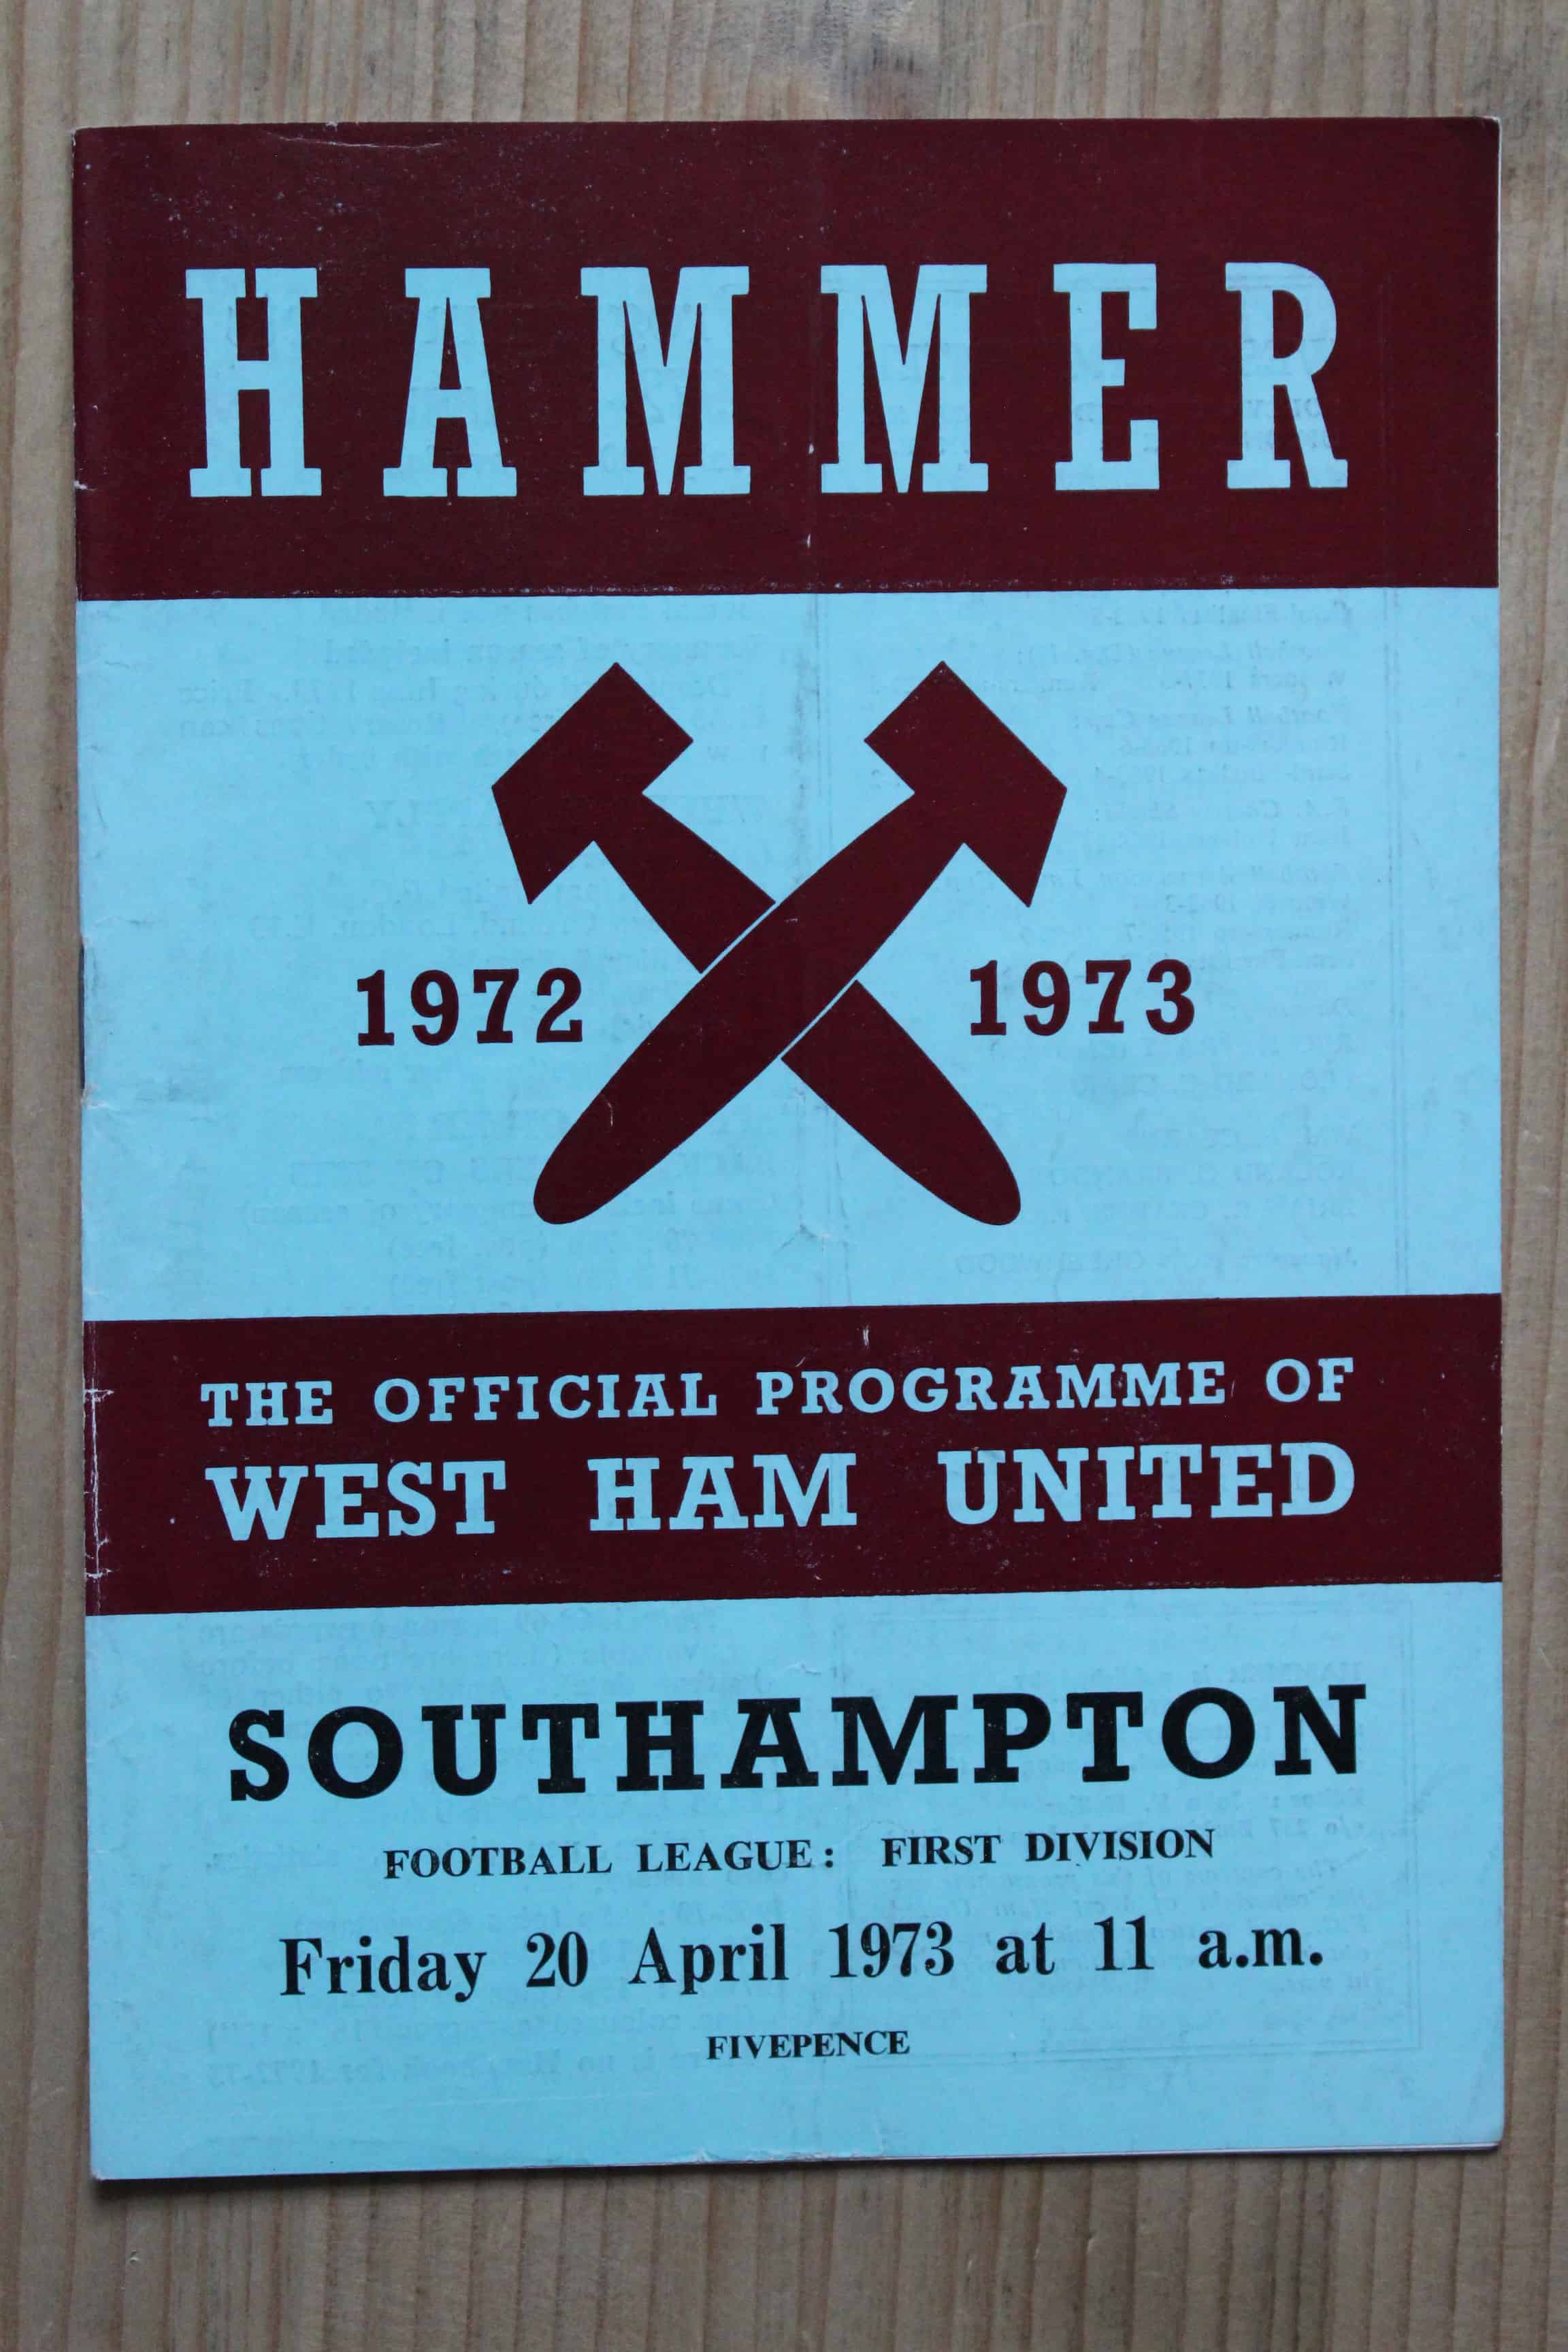 HAMMER
1972 1973
THE OFFICIAL PROGRAMME OF
WEST HAM UNITED
SOUTHAMPTON
FOOTBALL LEAGUE: FIRST DIVISION
Friday 20 April 1973 at 11 a.m.
FIVEPENCE